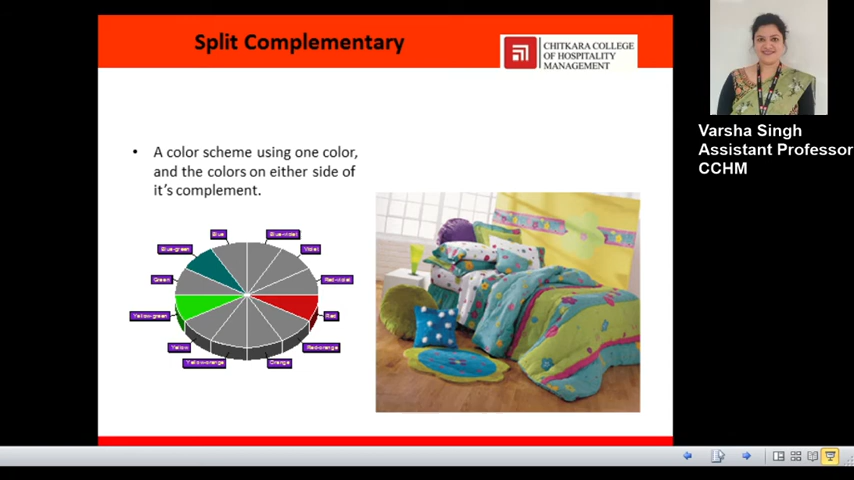 Split Complementary
CHITKARA COLLEGE
OF HOSPITALITY
MANAGEMENT
Varsha Singh
Assistant Professor
CCHM
• A color scheme using one color,
and the colors on either side of
it's complement.
Blue
Blue-violet
Blue-green
Violet
Green
Red-violet
Yellow-green
Red
Yellow
Red-orange
Yellow-orange
Orange